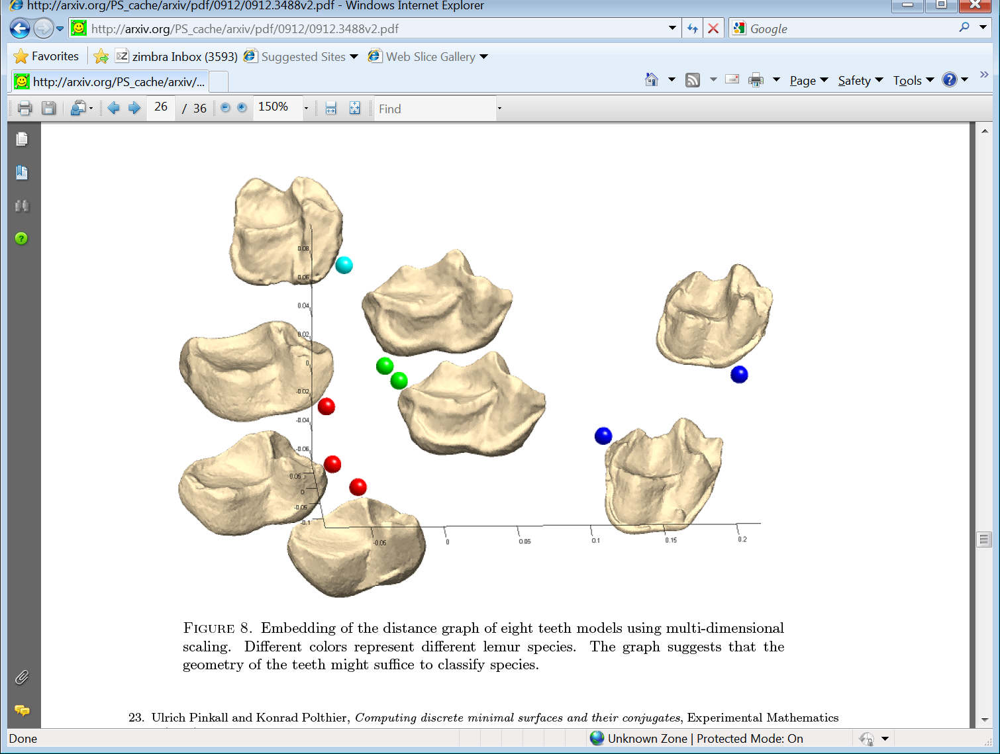 http://arxiv.org/PS_cache/arxiv/pdf/0912/0912.3488v2.pdf - Windows Internet Explorer
http://arxiv.org/PS_cache/arxiv/pdf/0912/0912.3488v2.pdf
Google
Favorites
zimbra Inbox (3593)
Suggested Sites
Web Slice Gallery
http://arxiv.org/PS_cache/arxiv/...
Page
Safety
Tools
26 / 36
150%
Find
0.08
0.06
0.04
0.02
0
-0.02
-0.04
-0.06
0.05
0
-0.05
-0.1
-0.05
0
0.05
0.1
0.15
0.2
FIGURE 8. Embedding of the distance graph of eight teeth models using multi-dimensional
scaling. Different colors represent different lemur species. The graph suggests that the
geometry of the teeth might suffice to classify species.
23. Ulrich Pinkall and Konrad Polthier, Computing discrete minimal surfaces and their conjugates, Experimental Mathematics
Done
Unknown Zone | Protected Mode: On